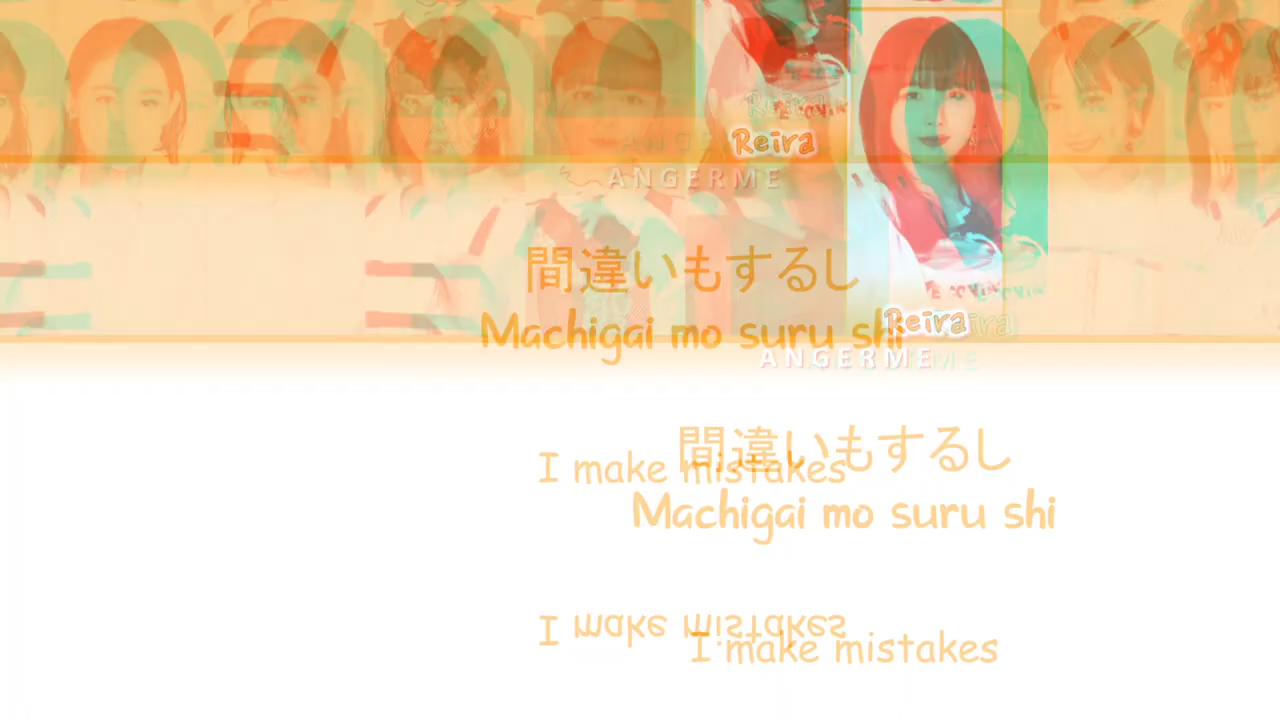 Reira
ANGERME
間違いもするし
Machigai mo suru shi
Reira
ANGERME
間違いもするし
I make mistakes
Machigai mo suru shi
I make mistakes
I make mistakes